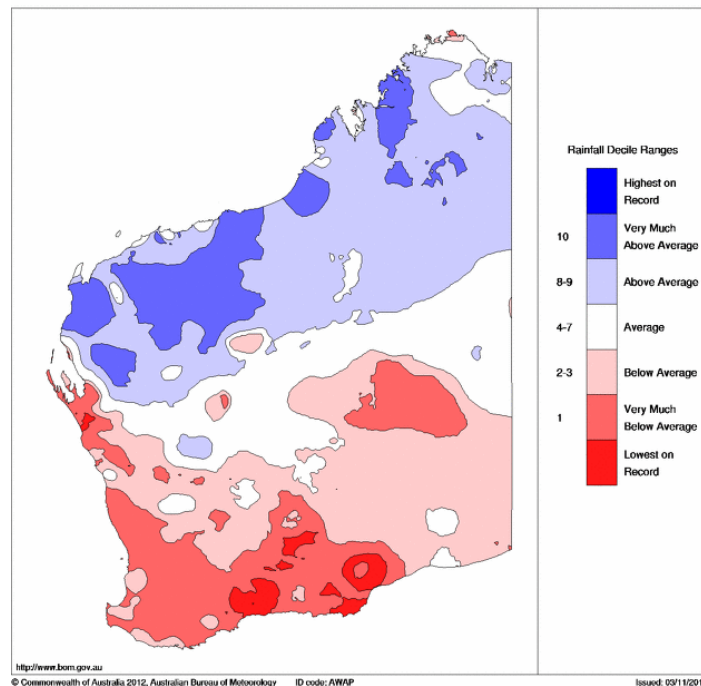 Rainfall Decile Ranges
Highest on
Record
10
Very Much
Above Average
8-9
Above Average
4-7
Average
2-3
Below Average
1
Very Much
Below Average
Lowest on
Record
http://www.bom.gov.au
© Commonwealth of Australia 2012, Australian Bureau of Meteorology
ID code: AWAP
Issued: 03/11/201